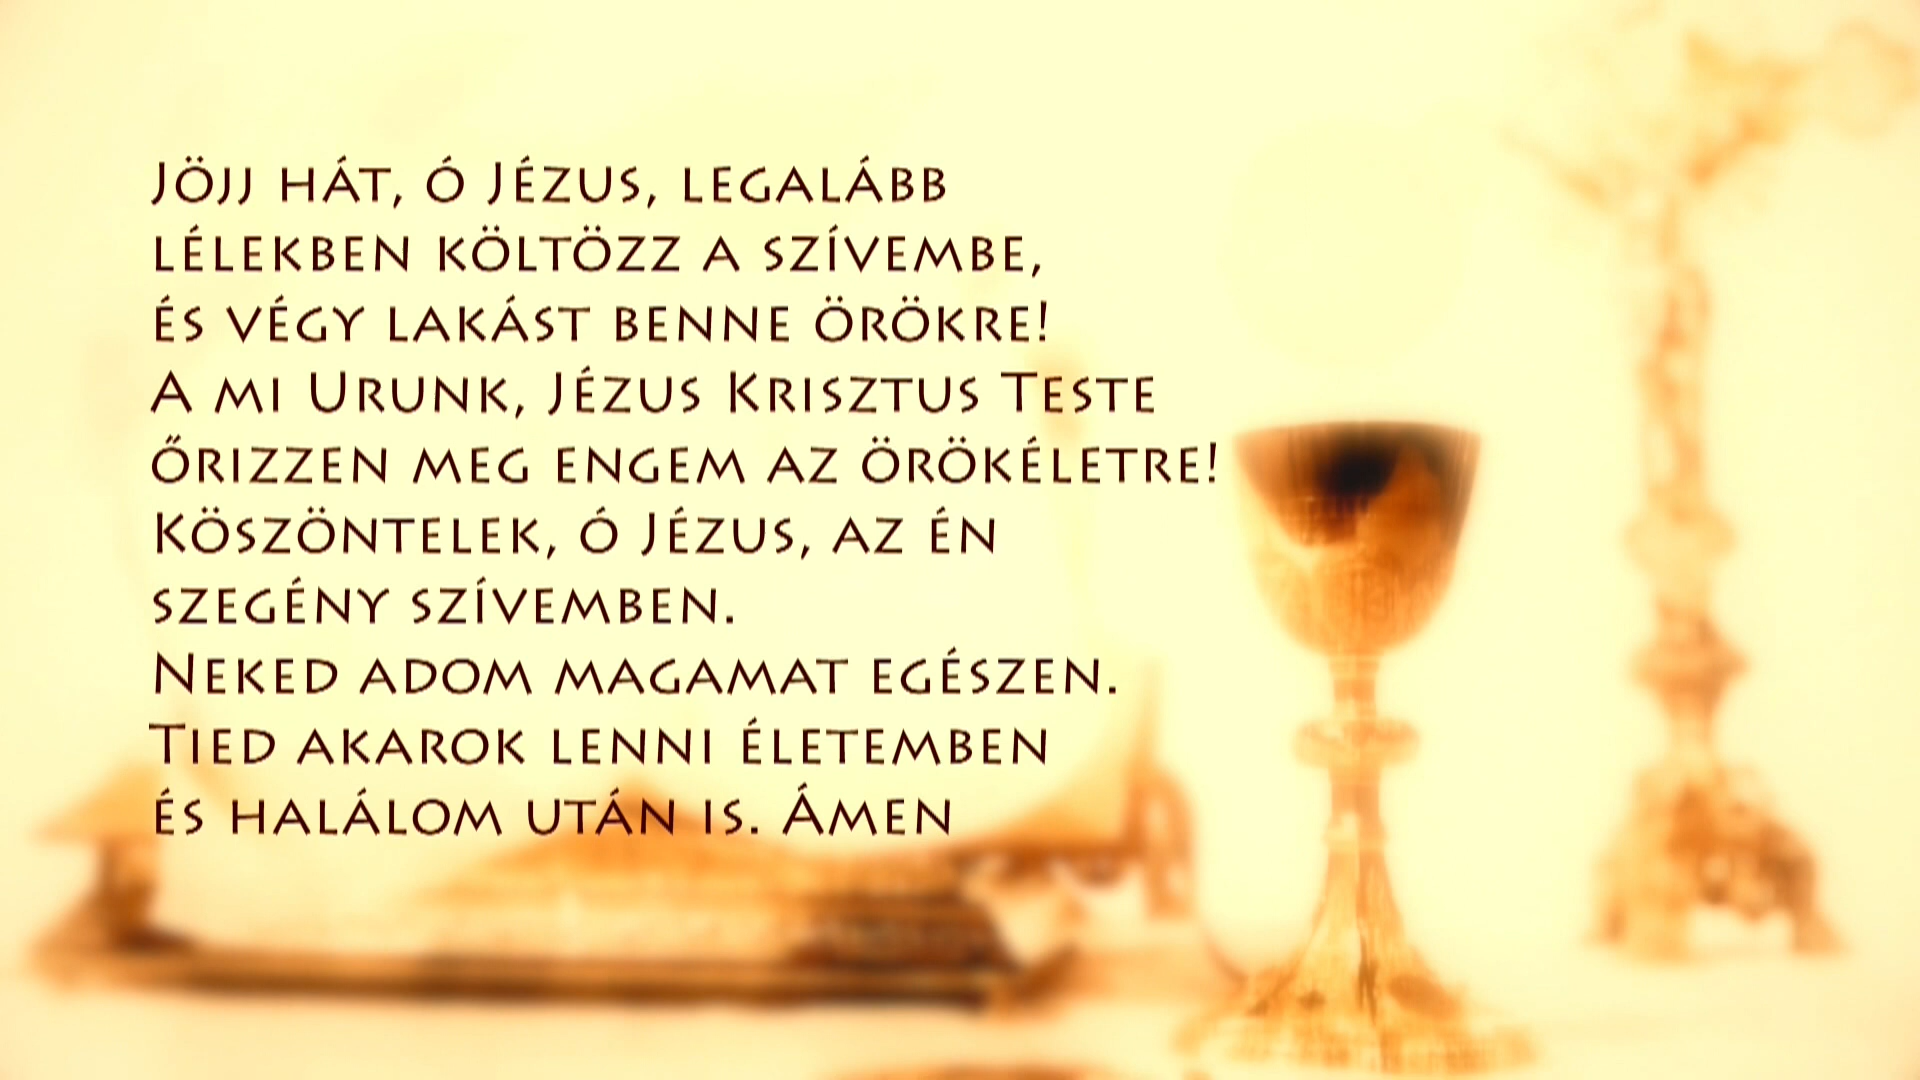 Jöjj hát, ó Jézus, legalább
lélekben költözz a szívembe,
és végy lakást benne örökre!
A mi Urunk, Jézus Krisztus Teste
őrizzen meg engem az örökéletre!
Köszöntelek, ó Jézus, az én
szegény szívemben.
Neked adom magamat egészen.
Tied akarok lenni életemben
és halálom után is. Ámen